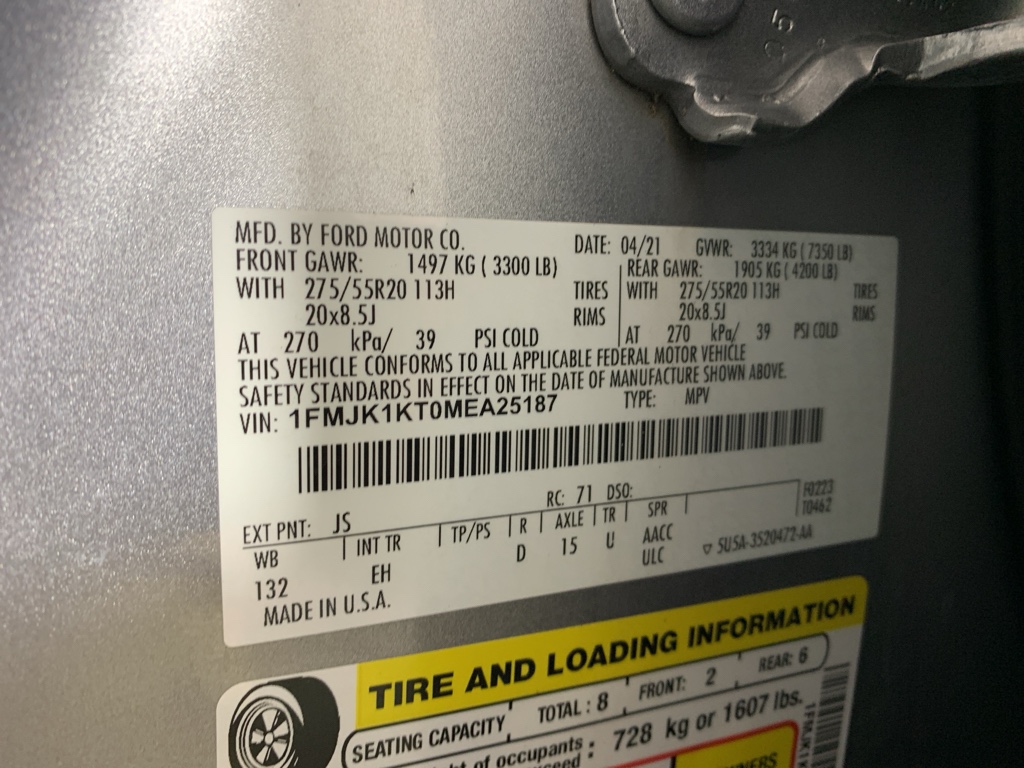 05
MFD. BY FORD MOTOR CO. DATE: 04/21 GVWR: 3334 KG ( 7350 LB)
FRONT GAWR: 1497 KG ( 3300 LB) REAR GAWR: 1905 KG ( 4200 LB)
WITH 275/55R20 113H TIRES WITH 275/55R20 113H TIRES
20x8.5J RIMS 20x8.5J RIMS
AT 270 kPa/ 39 PSI COLD AT 270 kPa/ 39 PSI COLD
THIS VEHICLE CONFORMS TO ALL APPLICABLE FEDERAL MOTOR VEHICLE
SAFETY STANDARDS IN EFFECT ON THE DATE OF MANUFACTURE SHOWN ABOVE.
VIN: 1FMJK1KT0MEA25187 TYPE: MPV
F0223
EXT PNT: JS RC: 71 DSO: T0462
WB INT TR TP/PS R AXLE TR SPR
132 EH D 15 U AACC
ULC ▽ SU5A-3520472-AA
MADE IN U.S.A.
TIRE AND LOADING INFORMATION
SEATING CAPACITY TOTAL : 8 FRONT: 2 REAR: 6
of occupants : 728 kg or 1607 lbs.
1FMJK1K